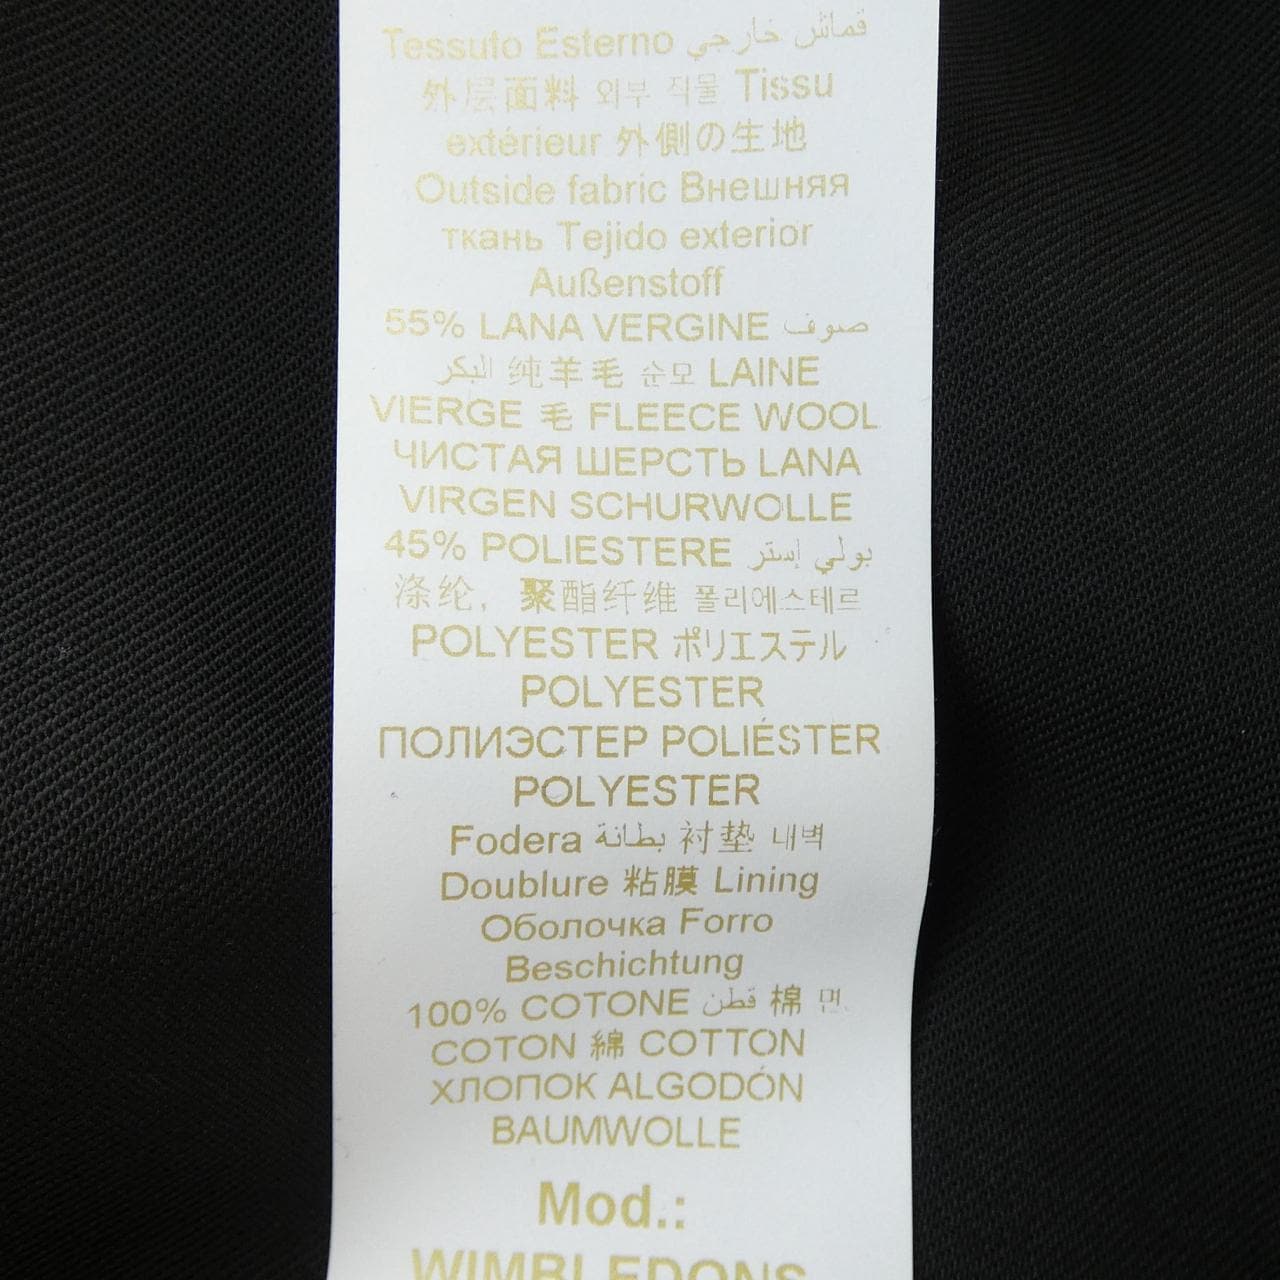 Tessuto Esterno قماش خارجي
外层面料 외부 직물 Tissu
extérieur 外側の生地
Outside fabric Внешняя
ткань Tejido exterior
Außenstoff
55% LANA VERGINE صوف
البكر 纯羊毛 순모 LAINE
VIERGE 毛 FLEECE WOOL
ЧИСТАЯ ШЕРСТЬ LANA
VIRGEN SCHURWOLLE
45% POLIESTERE بولي إستر
涤纶, 聚酯纤维 폴리에스테르
POLYESTER ポリエステル
POLYESTER
ПОЛИЭСТЕР POLIÉSTER
POLYESTER
Fodera بطانة 衬垫 내벽
Doublure 粘膜 Lining
Оболочка Forro
Beschichtung
100% COTONE قطن 棉 면
COTON 綿 COTTON
ХЛОПОК ALGODÓN
BAUMWOLLE
Mod.:
WIMBLEDONS